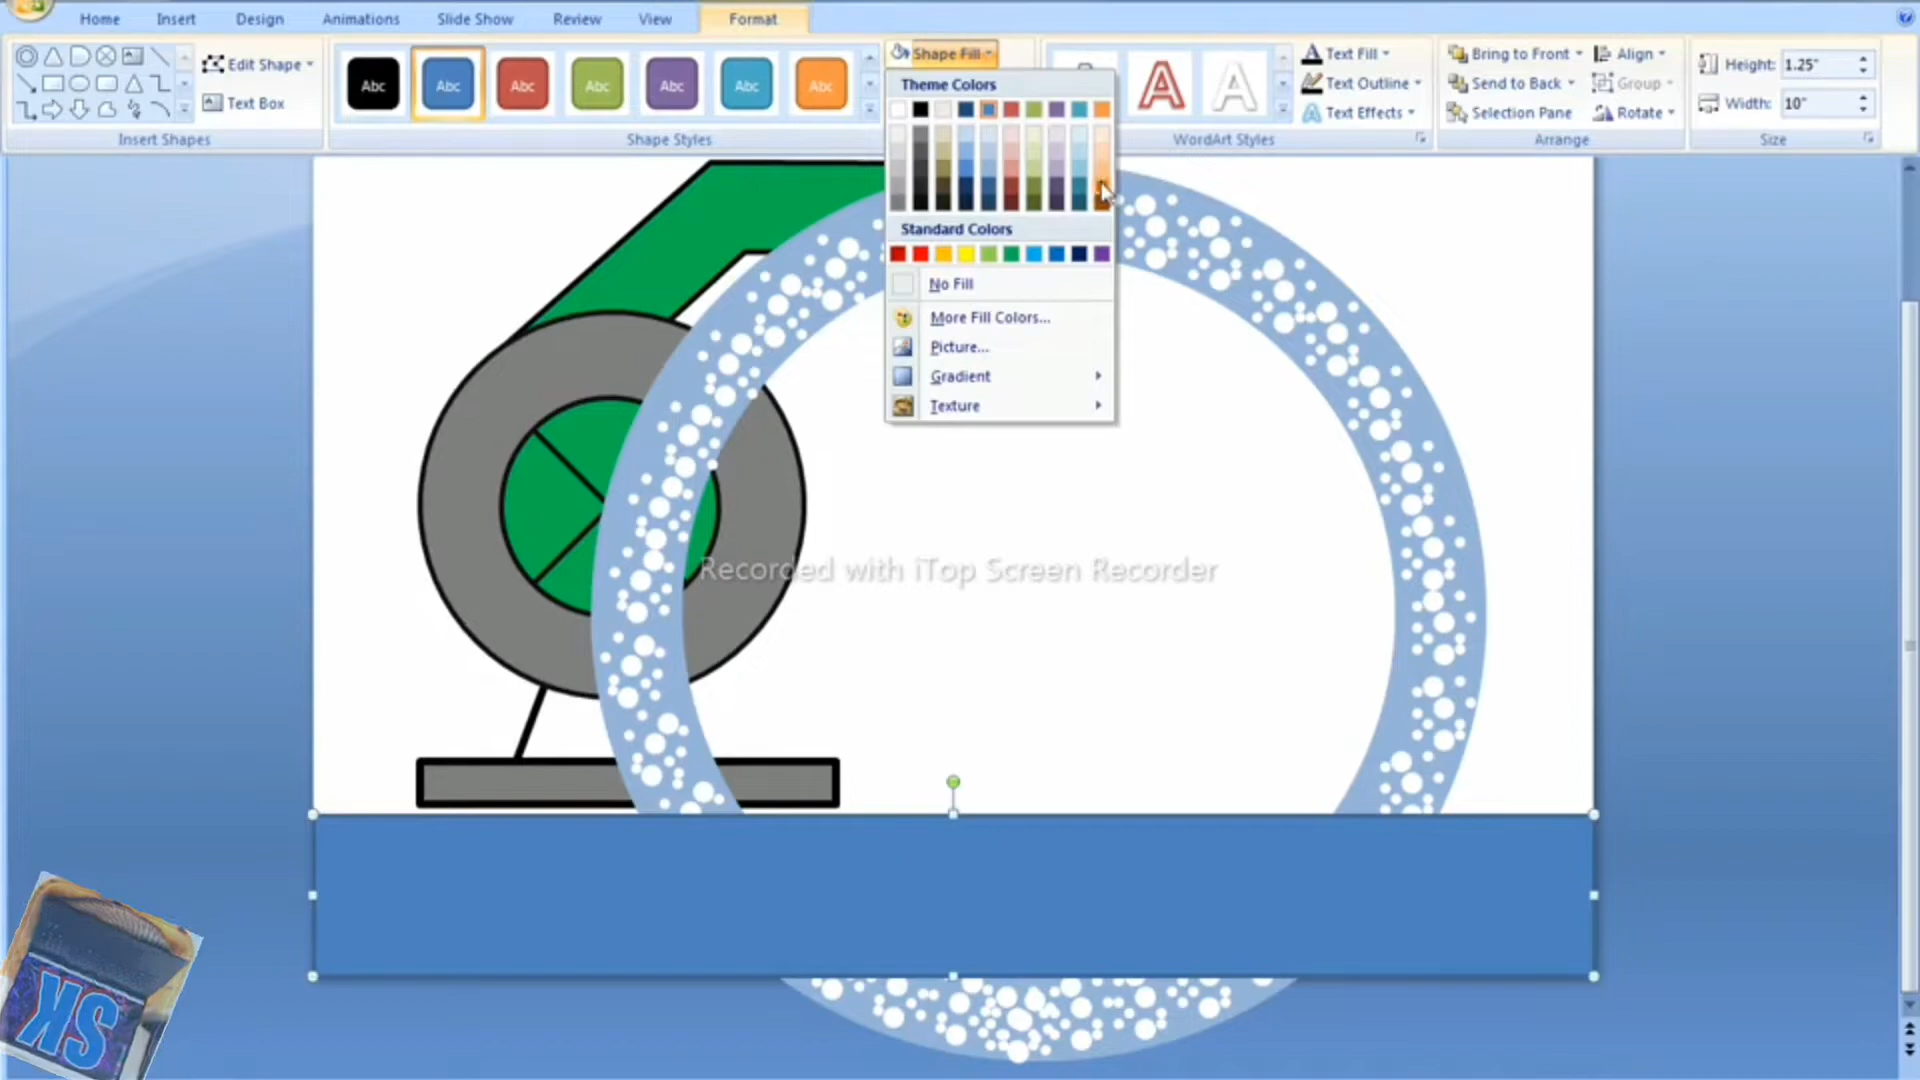 Home Insert Design Animations Slide Show Review View Format
Edit Shape
Text Box
Insert Shapes
Abc Abc Abc Abc Abc Abc Abc
Shape Styles
Shape Fill
Theme Colors
Standard Colors
No Fill
More Fill Colors...
Picture...
Gradient
Texture
A A
WordArt Styles
Text Fill
Text Outline
Text Effects
Bring to Front
Send to Back
Selection Pane
Align
Group
Rotate
Arrange
Height: 1.25"
Width: 10"
Size
Recorded with iTop Screen Recorder
SK